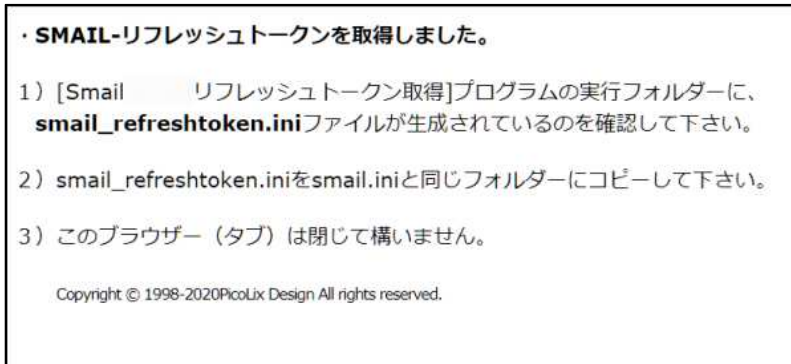 ・SMAIL-リフレッシュトークンを取得しました。
1）[Smail リフレッシュトークン取得]プログラムの実行フォルダーに、
smail_refreshtoken.iniファイルが生成されているのを確認して下さい。
2）smail_refreshtoken.iniをsmail.iniと同じフォルダーにコピーして下さい。
3）このブラウザー（タブ）は閉じて構いません。
Copyright © 1998-2020PicoLix Design All rights reserved.